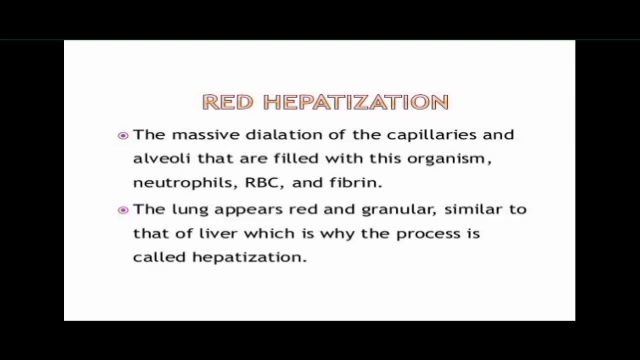 RED HEPATIZATION
The massive dialation of the capillaries and
alveoli that are filled with this organism,
neutrophils, RBC, and fibrin.
The lung appears red and granular, similar to
that of liver which is why the process is
called hepatization.